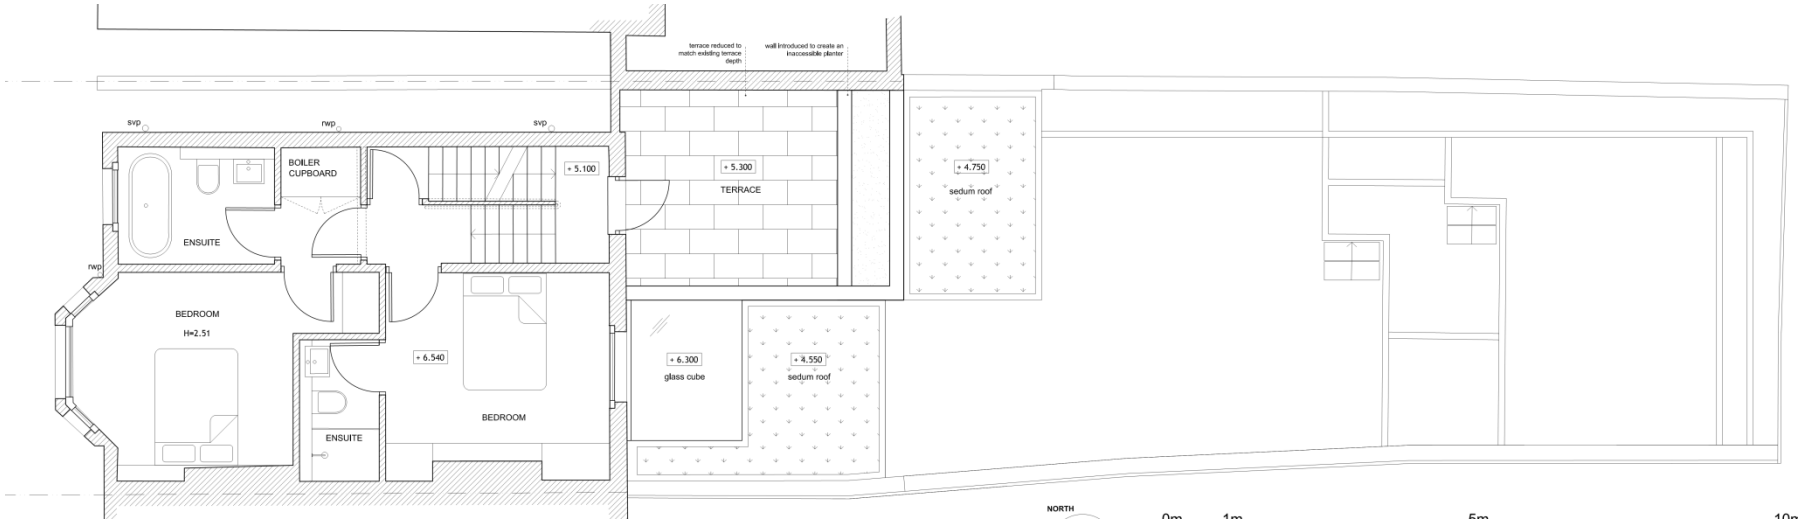 terrace reduced to
match existing terrace
depth
wall introduced to create an
inaccessible planter
svp
rwp
svp
BOILER
CUPBOARD
+ 5.100
+ 5.300
TERRACE
+ 4.750
sedum roof
ENSUITE
rwp
BEDROOM
H=2.51
+ 6.540
+ 6.300
glass cube
+ 4.550
sedum roof
BEDROOM
ENSUITE
NORTH
0m 1m 5m 10m